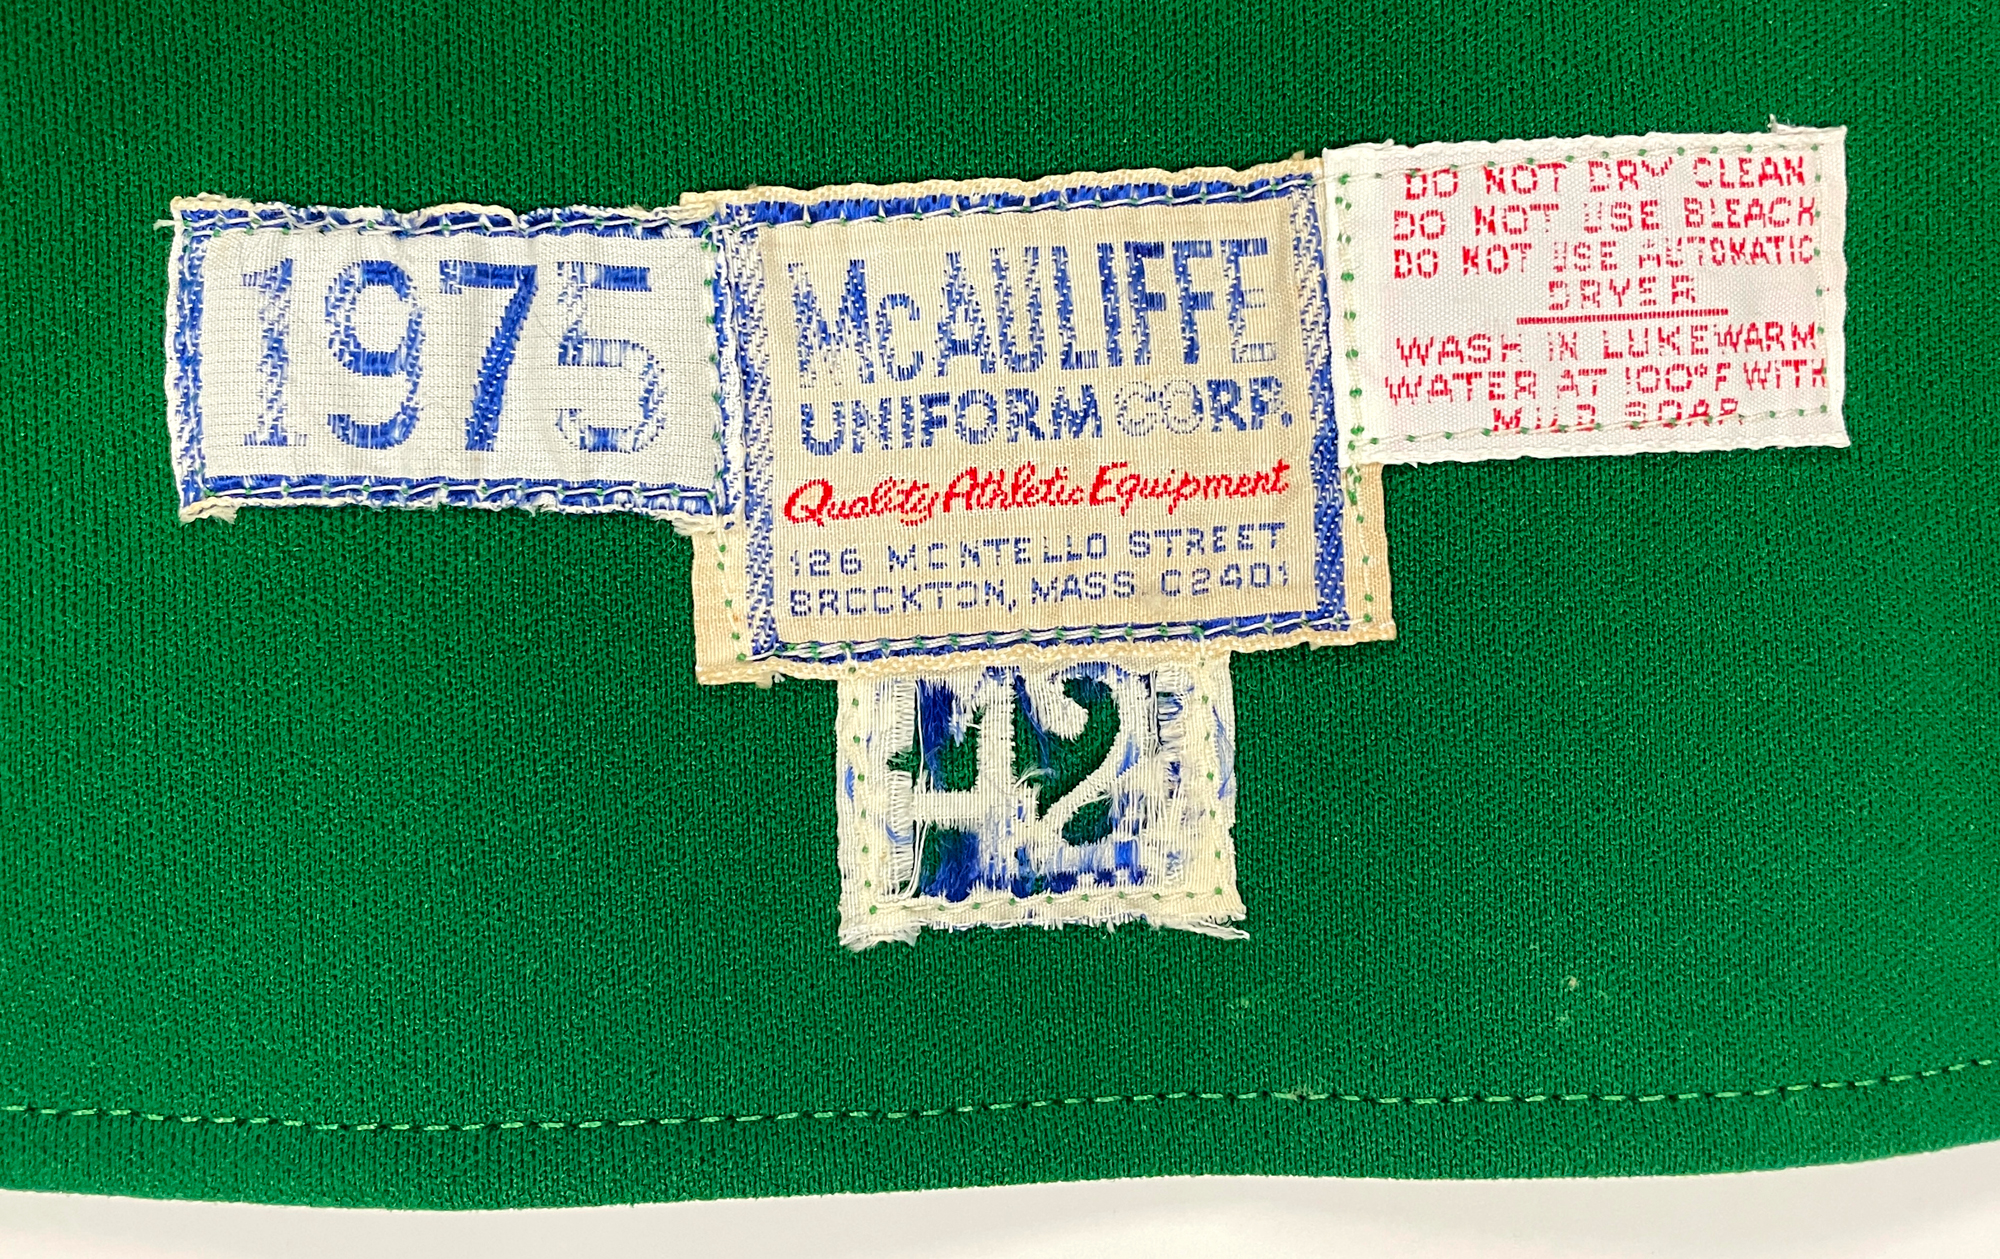 1975
McAULIFFE
UNIFORM CORP.
Quality Athletic Equipment
126 MONTELLO STREET
BROCKTON, MASS 02401
DO NOT DRY CLEAN
DO NOT USE BLEACH
DO NOT USE AUTOMATIC
DRYER
WASH IN LUKEWARM
WATER AT 100°F WITH
MILD SOAP
42